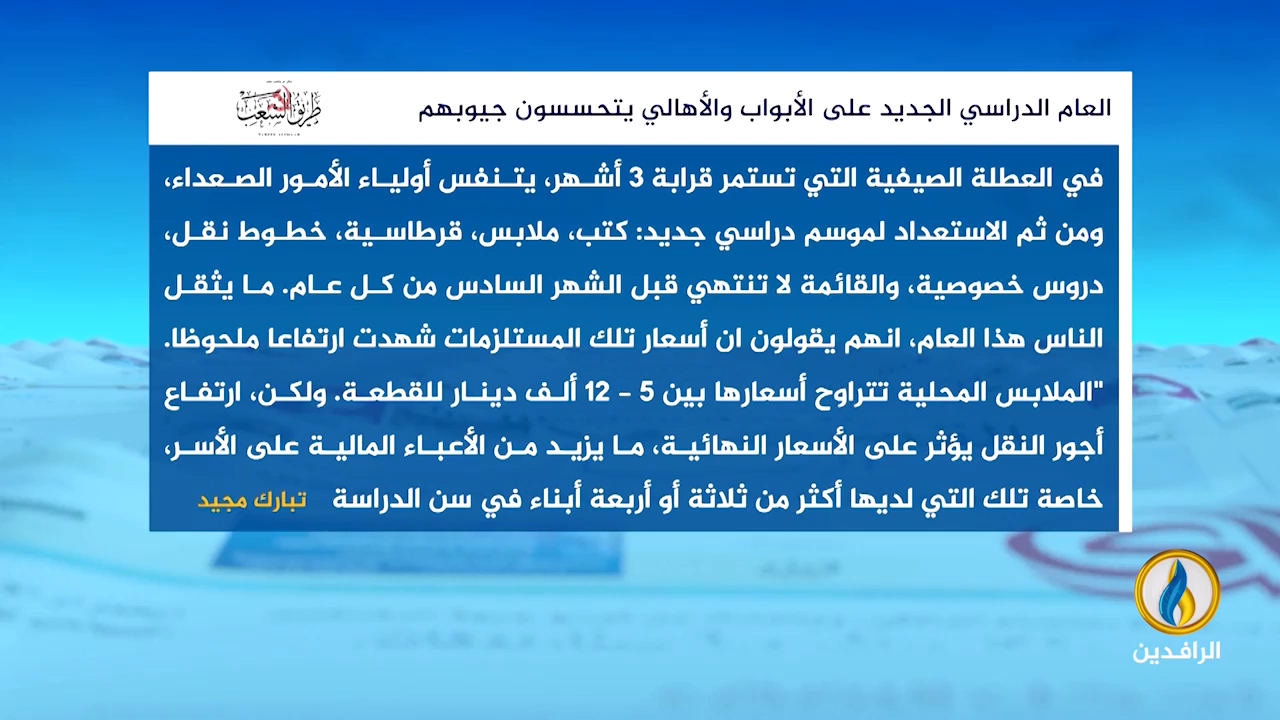 العام الدراسي الجديد على الأبواب والأهالي يتحسسون جيوبهم
طريق الشعب
في العطلة الصيفية التي تستمر قرابة 3 أشهر، يتنفس أولياء الأمور الصعداء،
ومن ثم الاستعداد لموسم دراسي جديد: كتب، ملابس، قرطاسية، خطوط نقل،
دروس خصوصية، والقائمة لا تنتهي قبل الشهر السادس من كل عام. ما يثقل
الناس هذا العام، انهم يقولون ان أسعار تلك المستلزمات شهدت ارتفاعا ملحوظا.
"الملابس المحلية تتراوح أسعارها بين 5 – 12 ألف دينار للقطعة. ولكن، ارتفاع
أجور النقل يؤثر على الأسعار النهائية، ما يزيد من الأعباء المالية على الأسر،
خاصة تلك التي لديها أكثر من ثلاثة أو أربعة أبناء في سن الدراسة تبارك مجيد
الرافدين